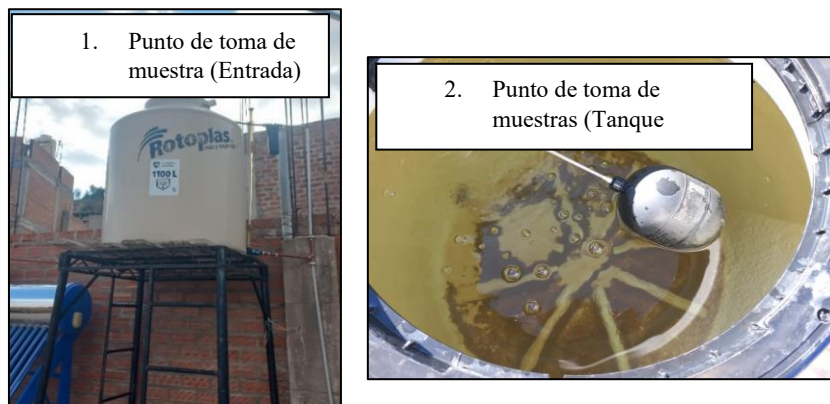 1. Punto de toma de
muestra (Entrada)
Rotoplas
1100 L
2. Punto de toma de
muestras (Tanque